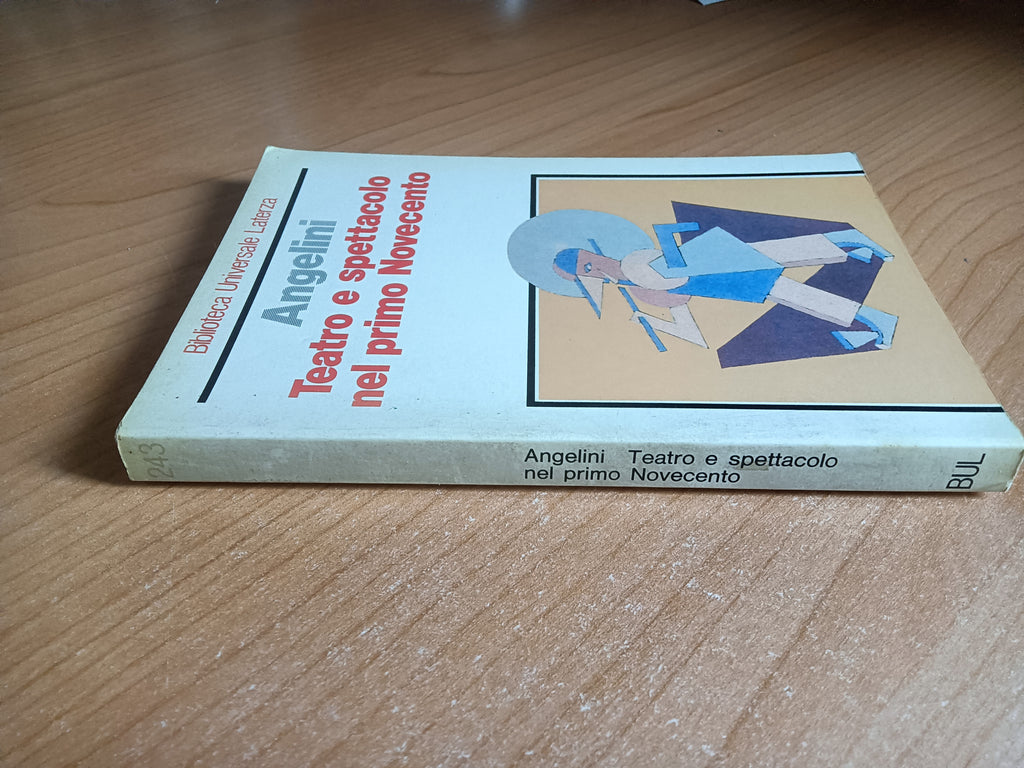 Biblioteca Universale Laterza
Angelini
Teatro e spettacolo
nel primo Novecento
243
Angelini Teatro e spettacolo
nel primo Novecento
BUL